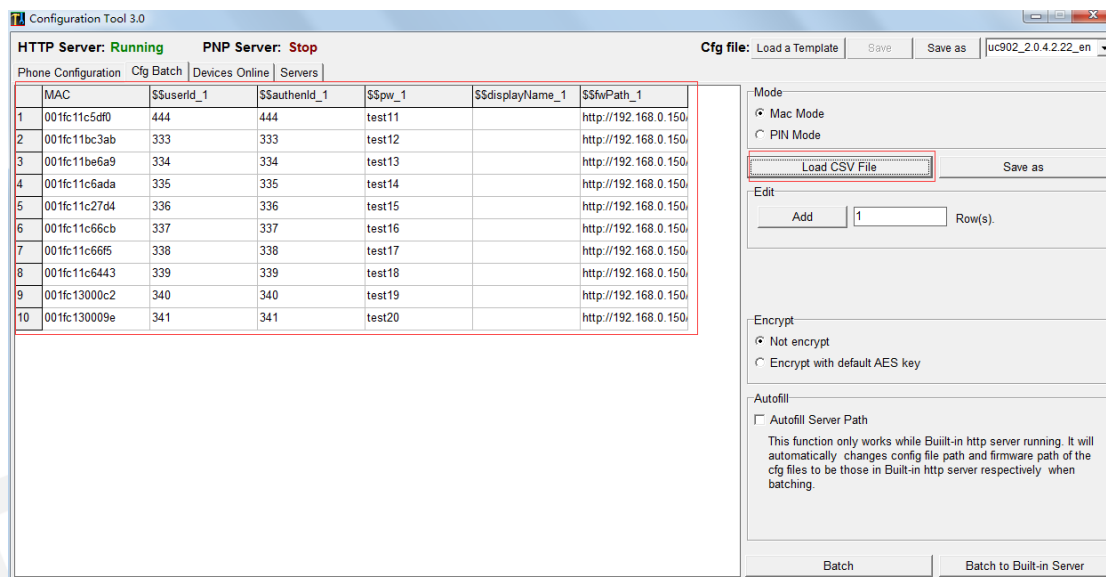 Configuration Tool 3.0
HTTP Server: Running PNP Server: Stop Cfg file: Load a Template Save Save as uc902_2.0.4.2.22_en
Phone Configuration Cfg Batch Devices Online Servers
MAC $$userId_1 $$authenId_1 $$pw_1 $$displayName_1 $$fwPath_1
1 001fc11c5df0 444 444 test11 http://192.168.0.150/
2 001fc11bc3ab 333 333 test12 http://192.168.0.150/
3 001fc11be6a9 334 334 test13 http://192.168.0.150/
4 001fc11c6ada 335 335 test14 http://192.168.0.150/
5 001fc11c27d4 336 336 test15 http://192.168.0.150/
6 001fc11c66cb 337 337 test16 http://192.168.0.150/
7 001fc11c66f5 338 338 test17 http://192.168.0.150/
8 001fc11c6443 339 339 test18 http://192.168.0.150/
9 001fc13000c2 340 340 test19 http://192.168.0.150/
10 001fc130009e 341 341 test20 http://192.168.0.150/
Mode
Mac Mode
PIN Mode
Load CSV File Save as
Edit
Add 1 Row(s).
Encrypt
Not encrypt
Encrypt with default AES key
Autofill
Autofill Server Path
This function only works while Buiilt-in http server running. It will
automatically changes config file path and firmware path of the
cfg files to be those in Built-in http server respectively when
batching.
Batch Batch to Built-in Server